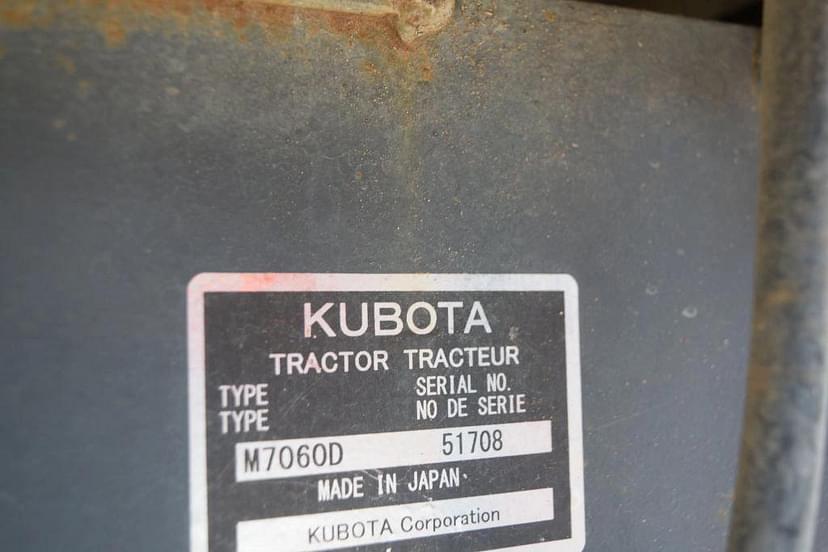 KUBOTA
TRACTOR TRACTEUR
TYPE SERIAL NO.
TYPE NO DE SERIE
M7060D 51708
MADE IN JAPAN
KUBOTA Corporation